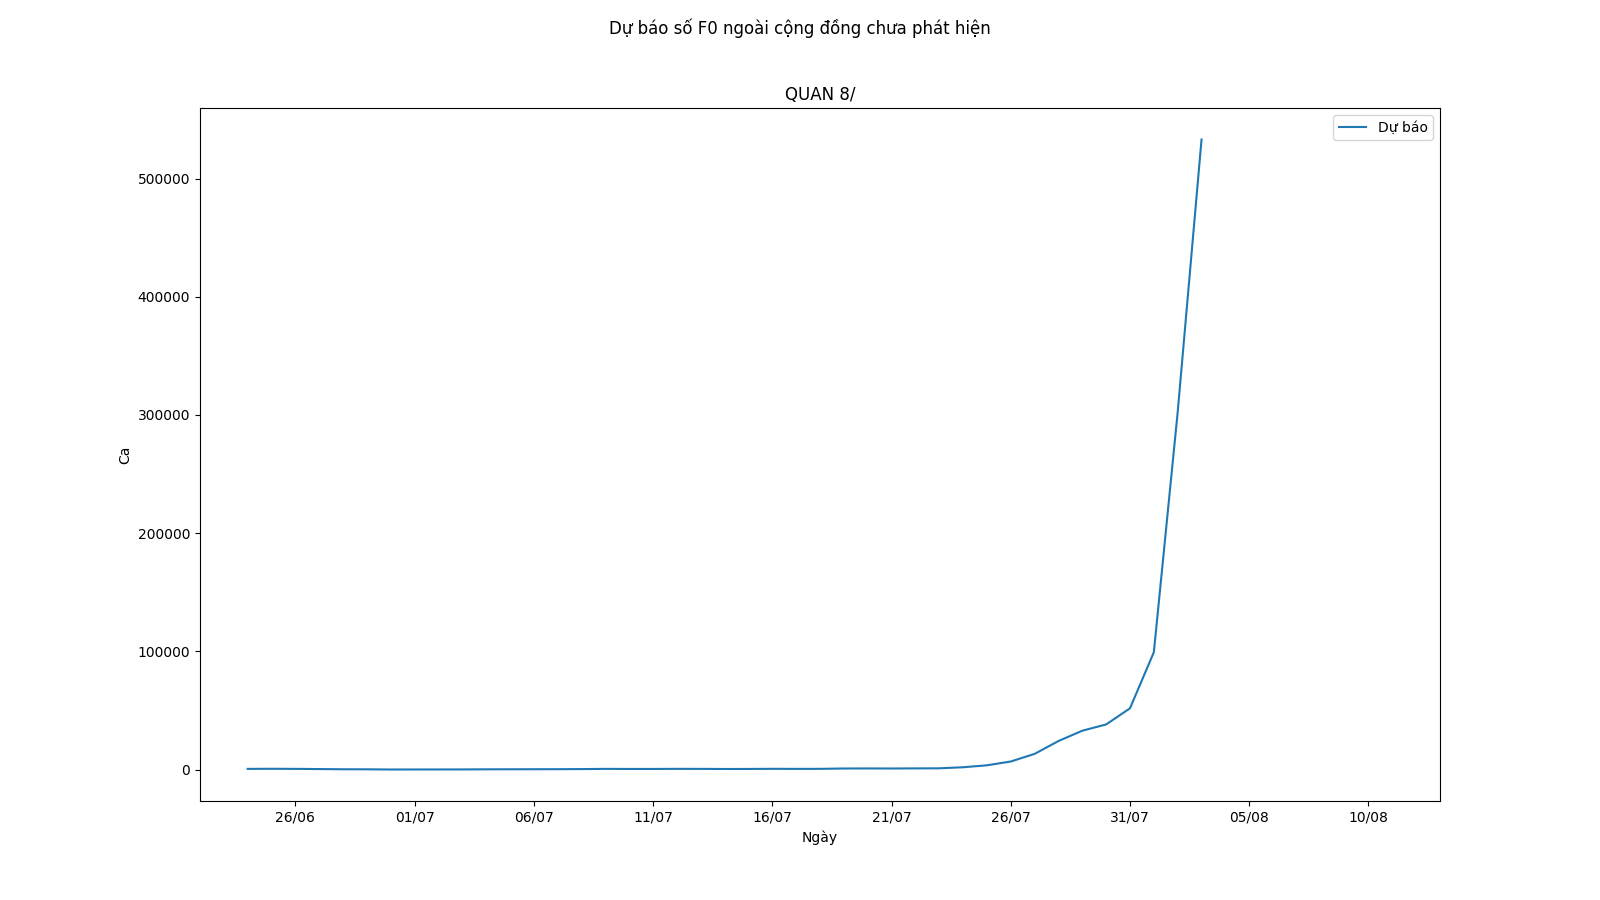 Dự báo số F0 ngoài cộng đồng chưa phát hiện
QUAN 8/
Dự báo
500000
400000
300000
200000
100000
0
Ca
26/06 01/07 06/07 11/07 16/07 21/07 26/07 31/07 05/08 10/08
Ngày